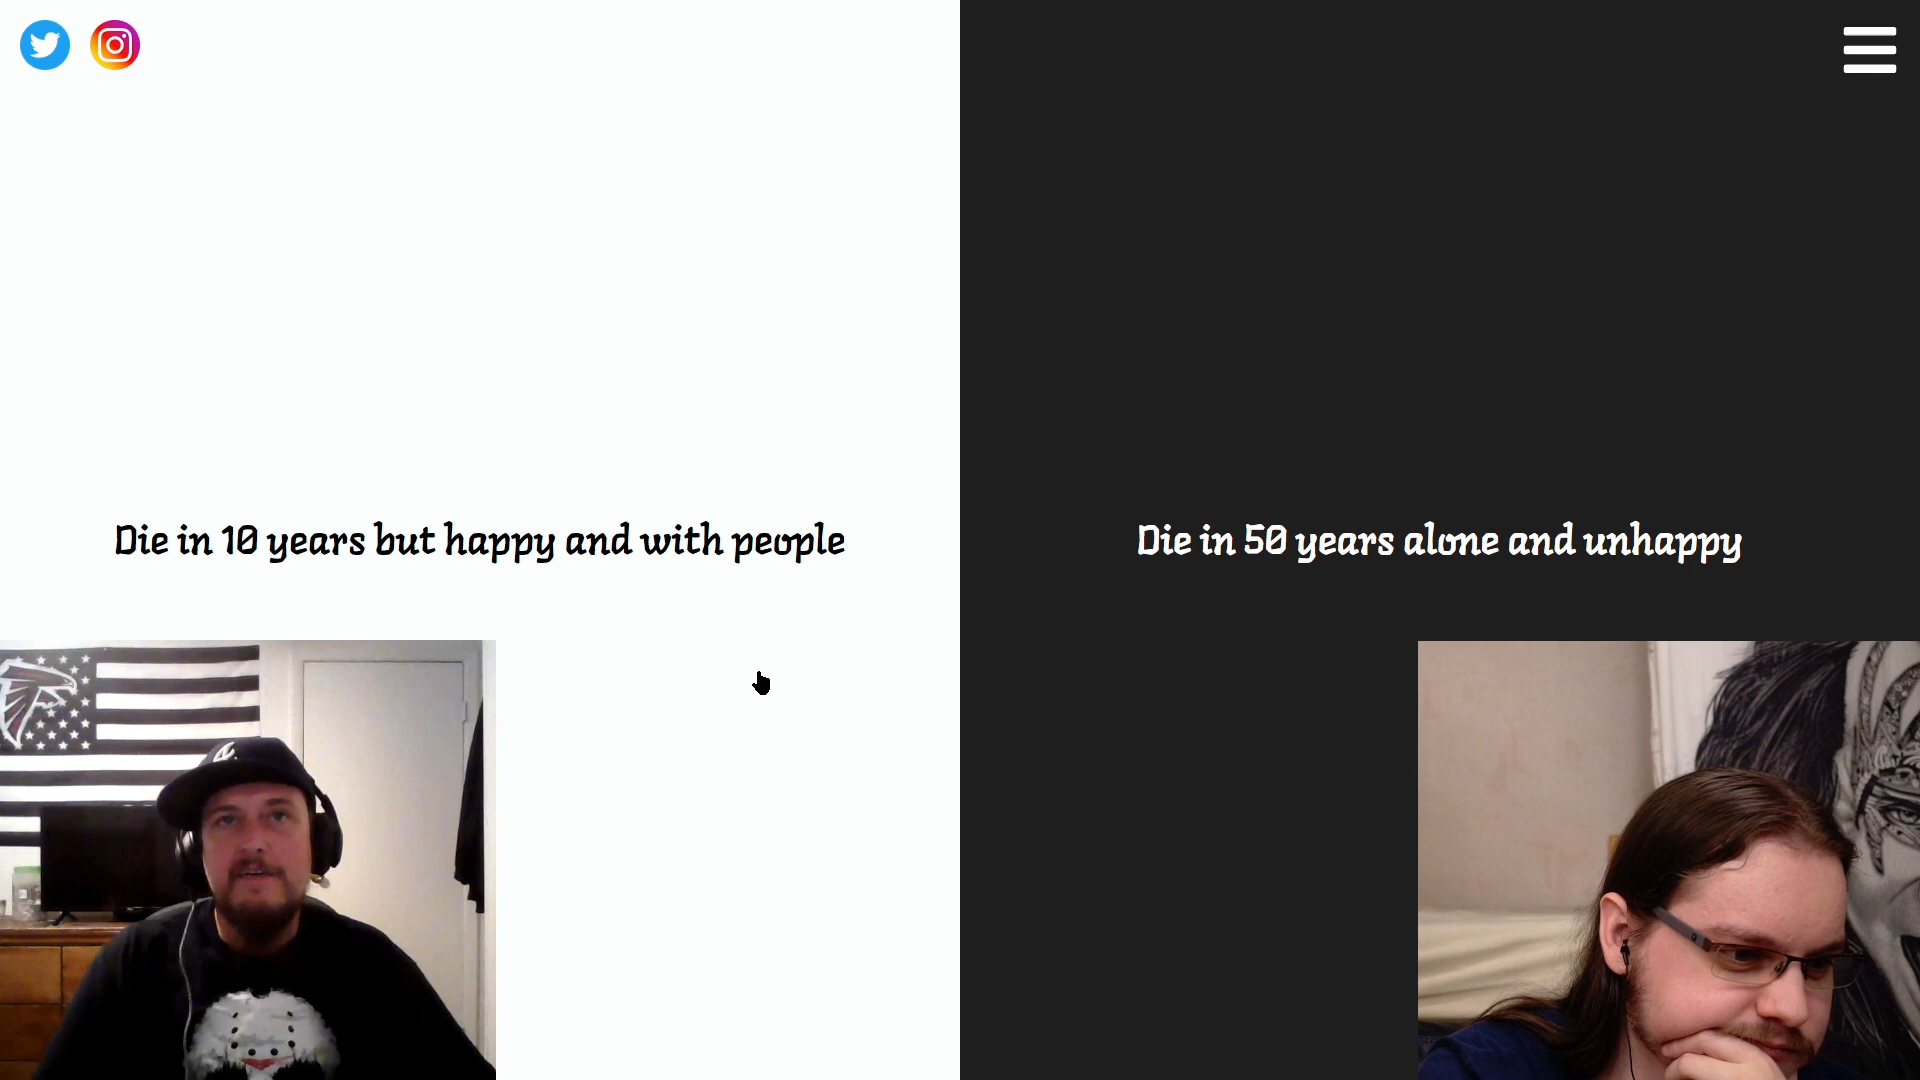 Die in 10 years but happy and with people
Die in 50 years alone and unhappy